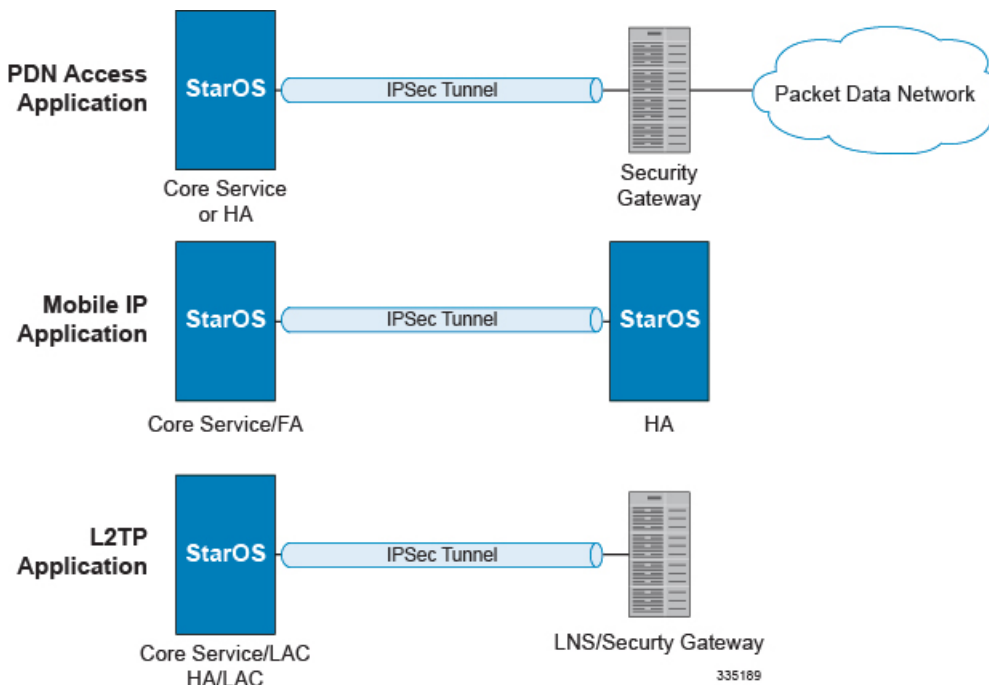 PDN Access
Application
StarOS
IPSec Tunnel
Packet Data Network
Core Service
or HA
Security
Gateway
Mobile IP
Application
StarOS
IPSec Tunnel
StarOS
Core Service/FA
HA
L2TP
Application
StarOS
IPSec Tunnel
Core Service/LAC
HA/LAC
LNS/Securty Gateway
335189